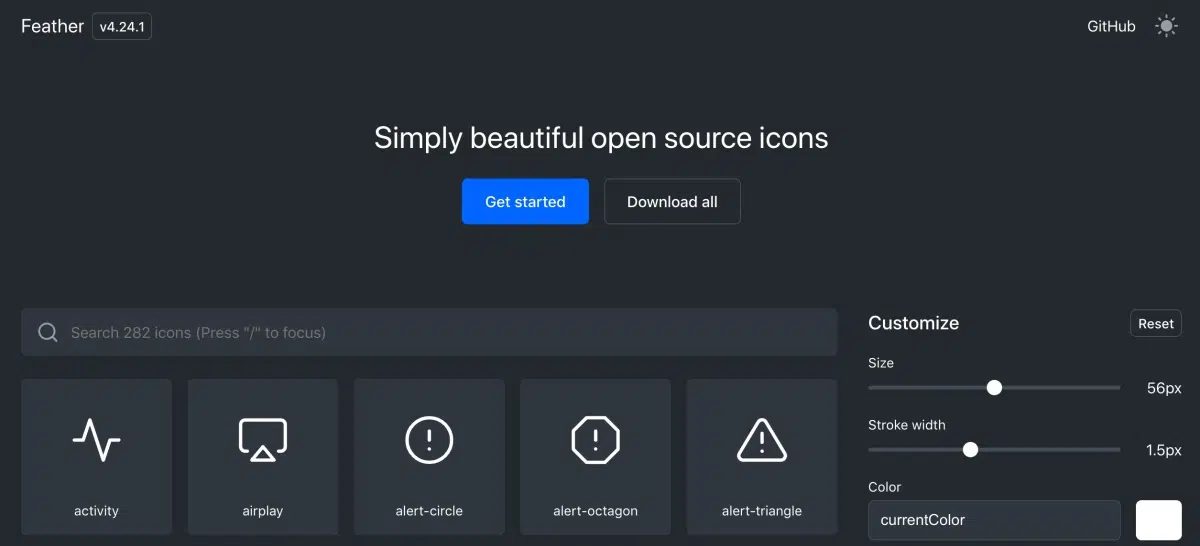 Feather v4.24.1
GitHub
Simply beautiful open source icons
Get started
Download all
Search 282 icons (Press "/" to focus)
activity
airplay
alert-circle
alert-octagon
alert-triangle
Customize
Reset
Size
56px
Stroke width
1.5px
Color
currentColor